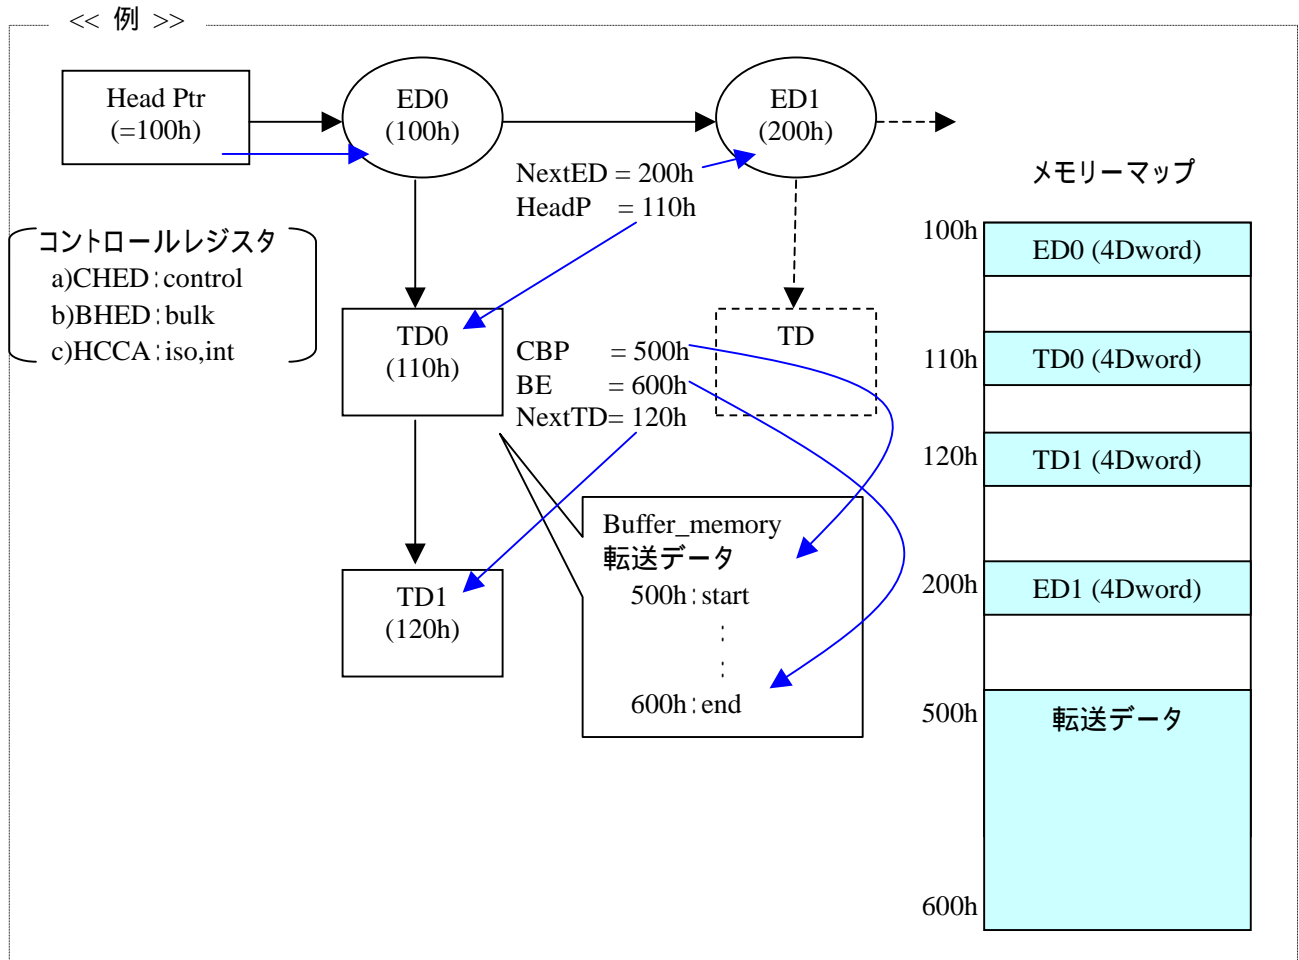 << 例 >>
Head Ptr
(=100h)
ED0
(100h)
ED1
(200h)
NextED = 200h
HeadP = 110h
コントロールレジスタ
a)CHED:control
b)BHED:bulk
c)HCCA:iso,int
TD0
(110h)
CBP = 500h
BE = 600h
NextTD= 120h
TD
TD1
(120h)
Buffer_memory
転送データ
500h:start
:
:
600h:end
メモリーマップ
100h
ED0 (4Dword)
110h
TD0 (4Dword)
120h
TD1 (4Dword)
200h
ED1 (4Dword)
500h
転送データ
600h